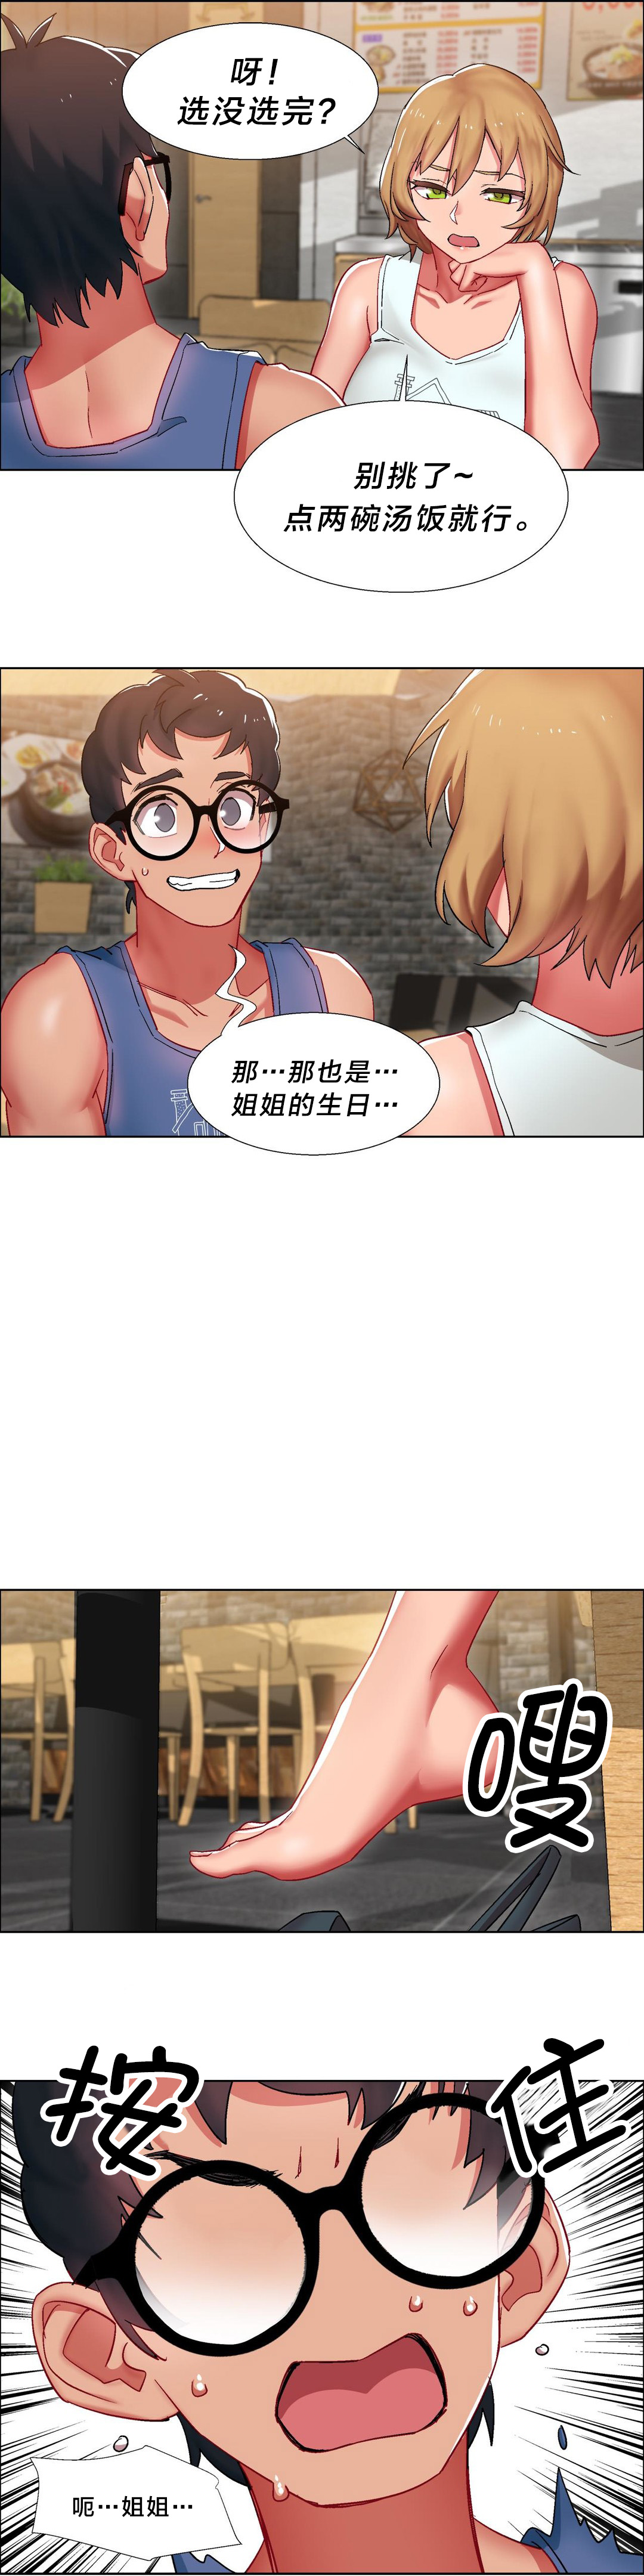 呀！
选没选完？
别挑了~
点两碗汤饭就行。
那…那也是…
姐姐的生日…
嗖
按住
呃…姐姐…